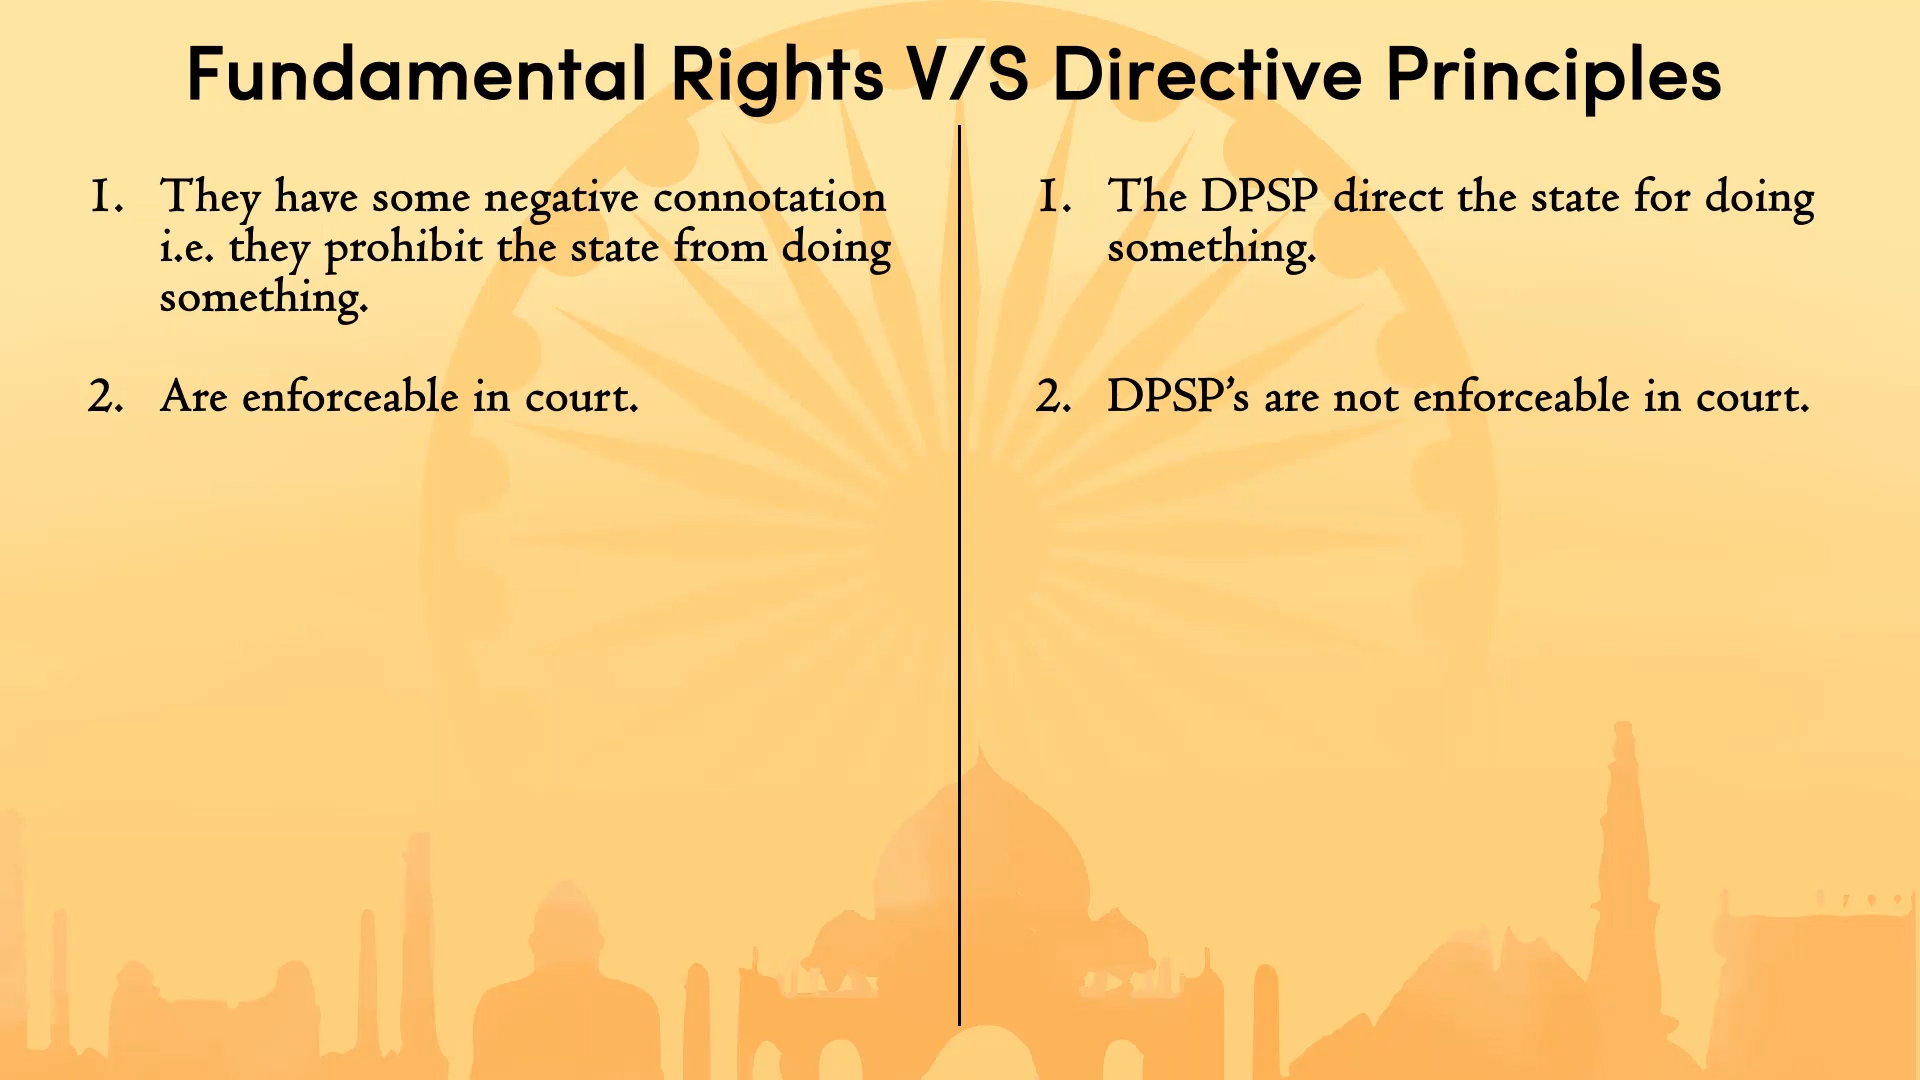 Fundamental Rights V/S Directive Principles
1. They have some negative connotation
i.e. they prohibit the state from doing
something.
2. Are enforceable in court.
1. The DPSP direct the state for doing
something.
2. DPSP’s are not enforceable in court.